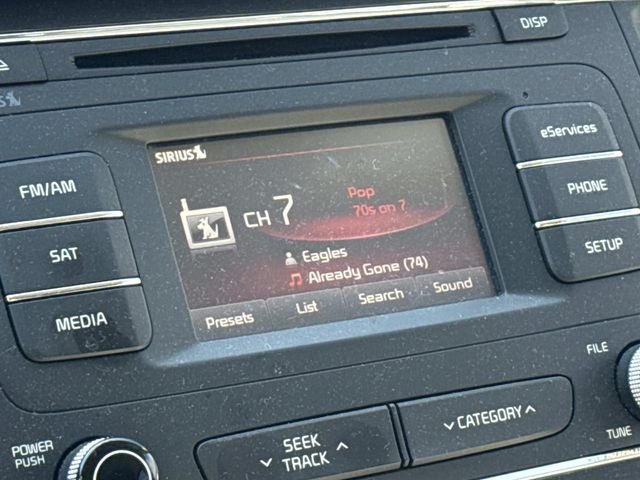 DISP
SIRIUS
FM/AM
SAT
MEDIA
CH 7
Pop
70s on 7
Eagles
Already Gone (74)
Presets
List
Search
Sound
eServices
PHONE
SETUP
POWER
PUSH
SEEK
TRACK
CATEGORY
FILE
TUNE